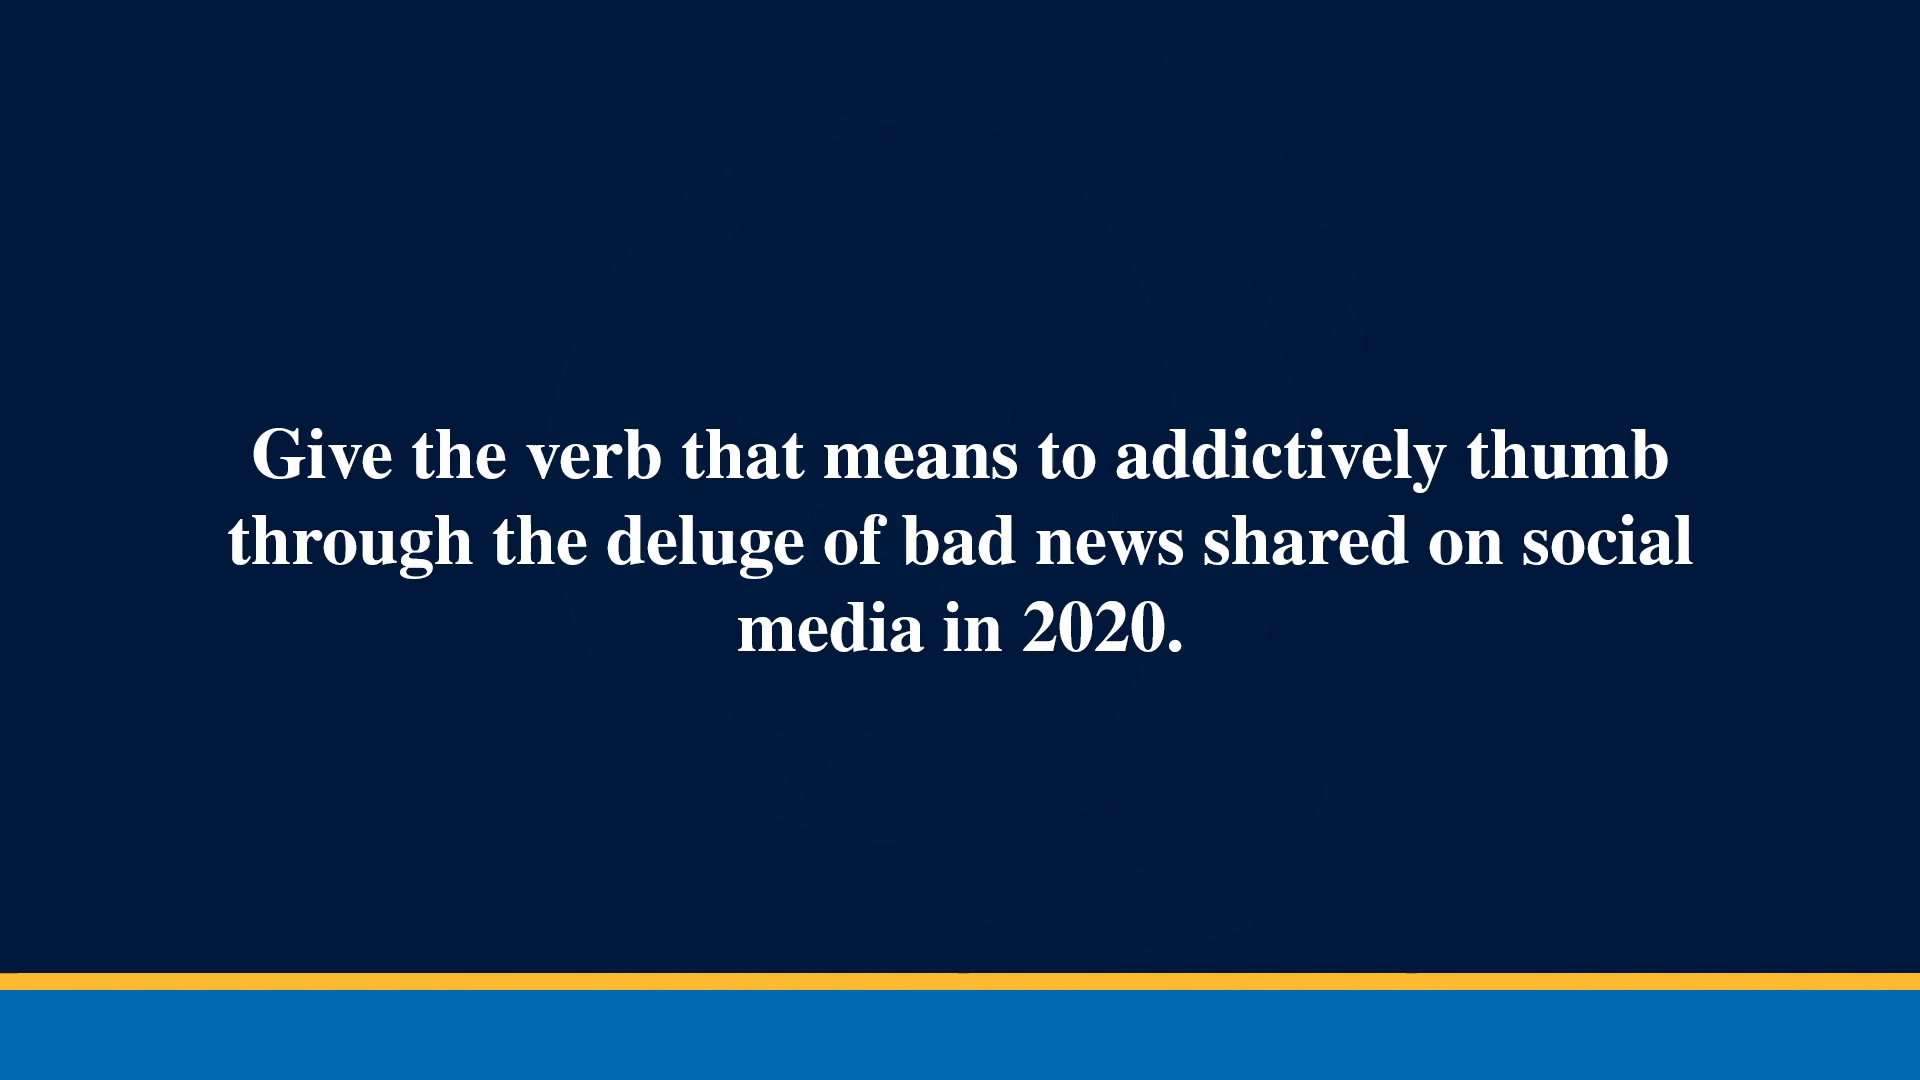 Give the verb that means to addictively thumb
through the deluge of bad news shared on social
media in 2020.